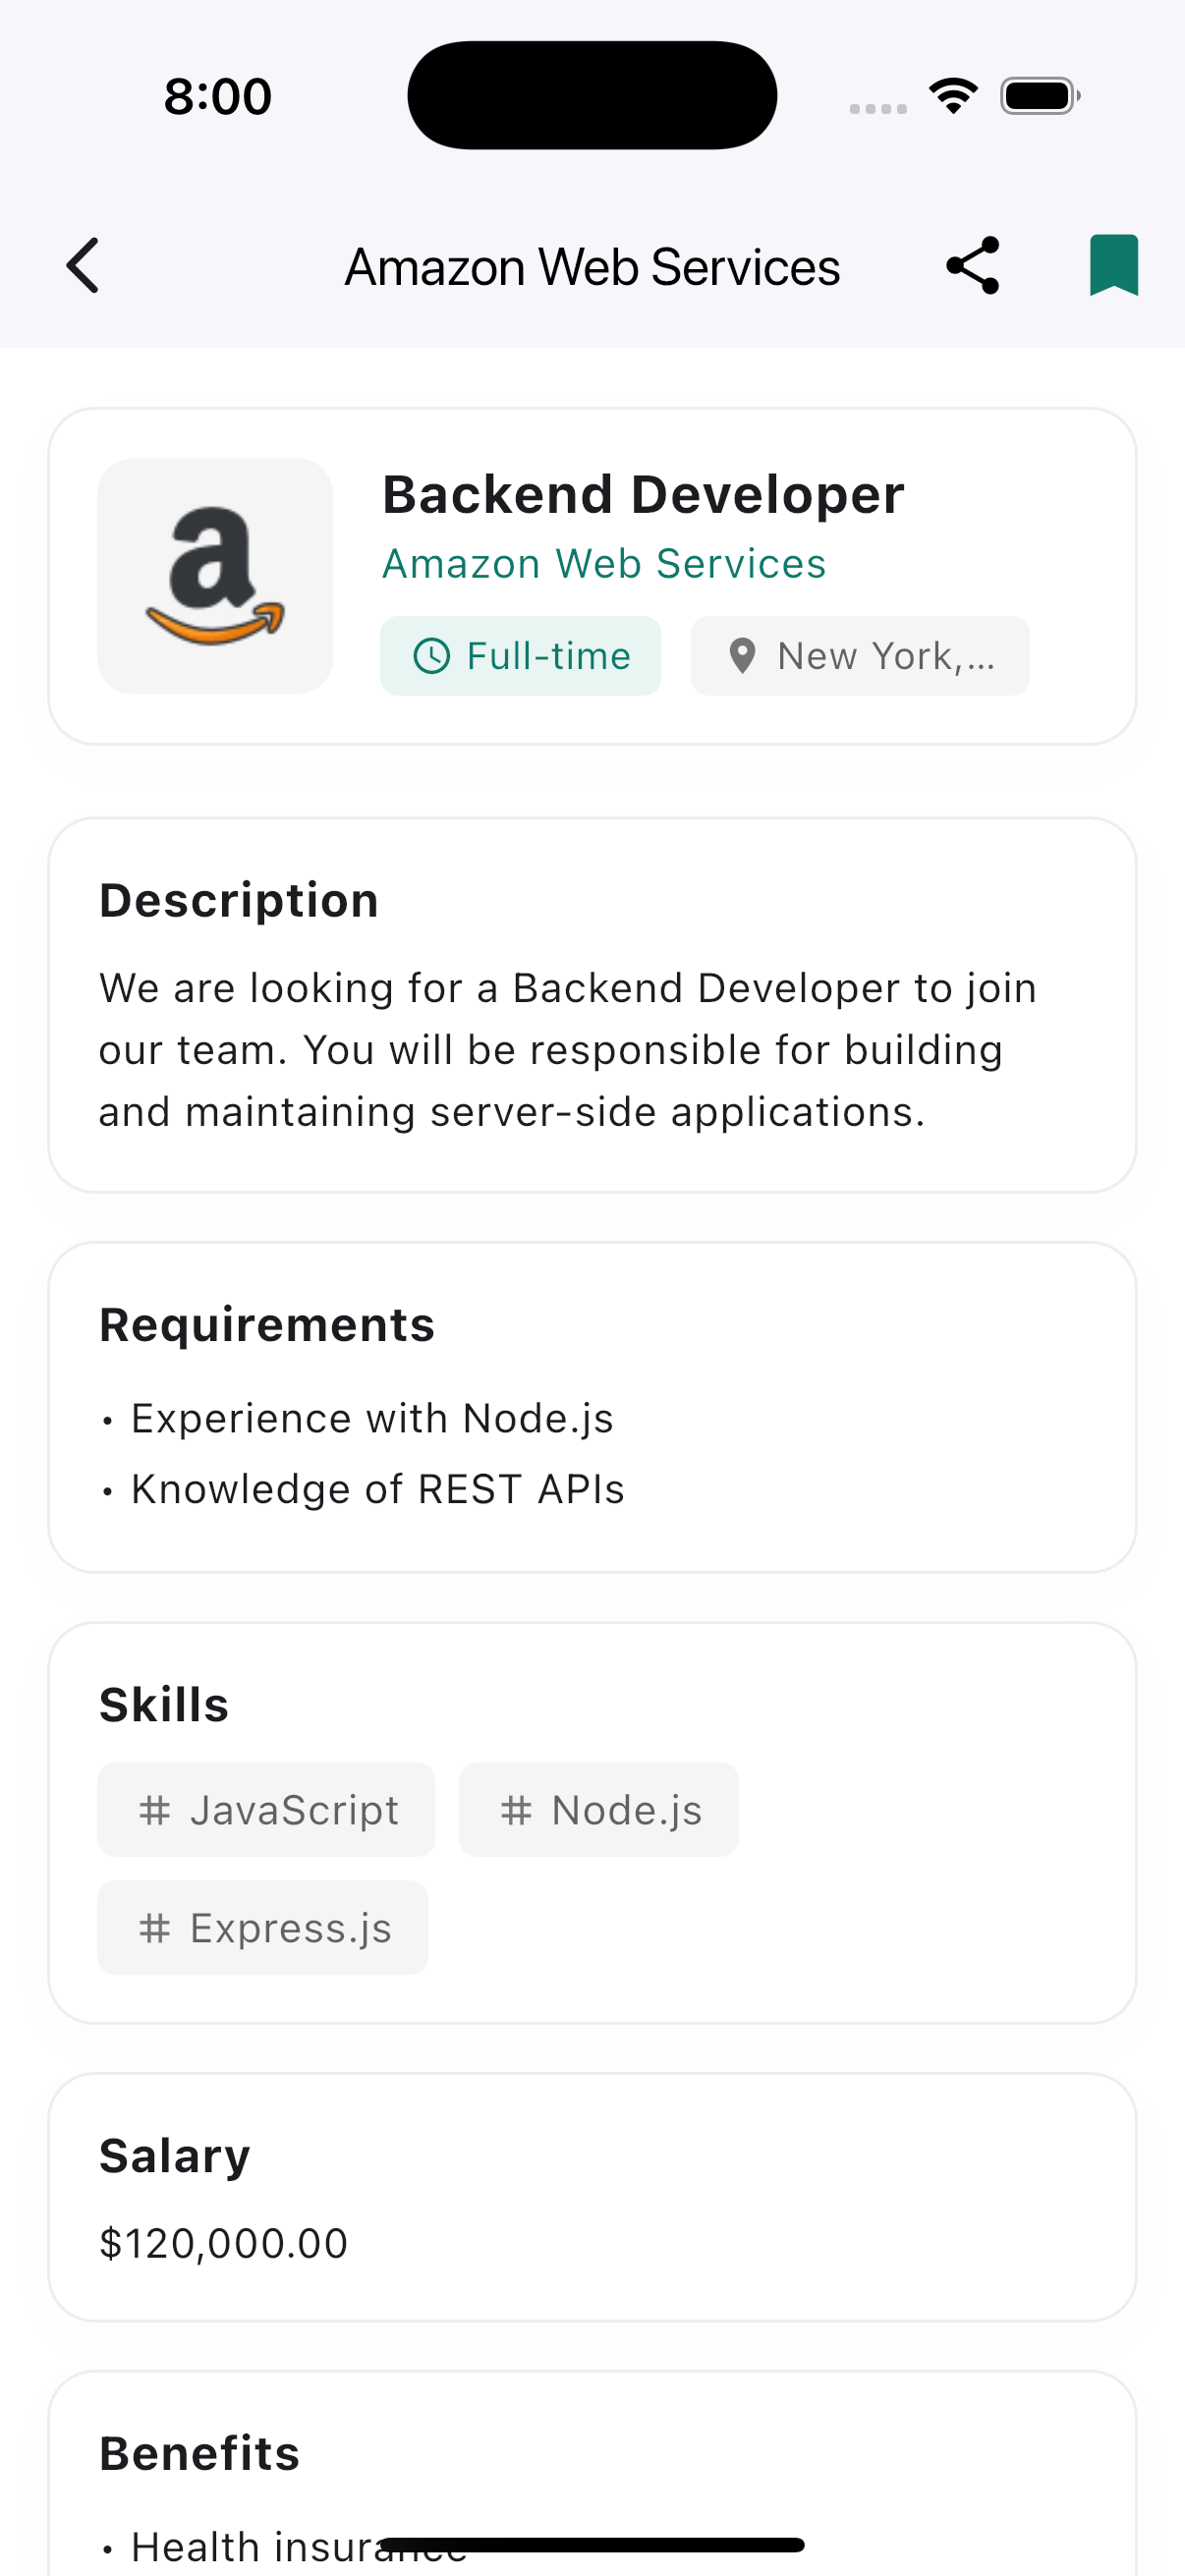 8:00
Amazon Web Services
a
Backend Developer
Amazon Web Services
Full-time
New York,...
Description
We are looking for a Backend Developer to join
our team. You will be responsible for building
and maintaining server-side applications.
Requirements
• Experience with Node.js
• Knowledge of REST APIs
Skills
# JavaScript
# Node.js
# Express.js
Salary
$120,000.00
Benefits
• Health insurance